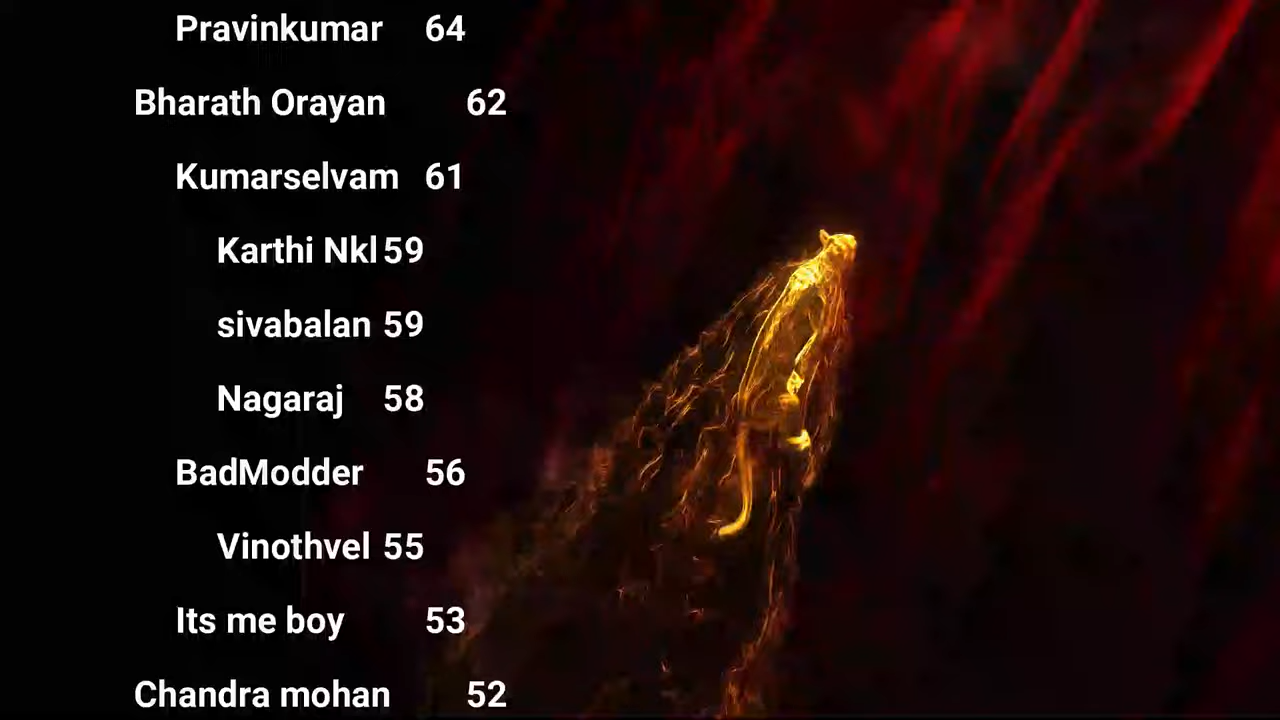 Pravinkumar 64
Bharath Orayan 62
Kumarselvam 61
Karthi Nkl 59
sivabalan 59
Nagaraj 58
BadModder 56
Vinothvel 55
Its me boy 53
Chandra mohan 52